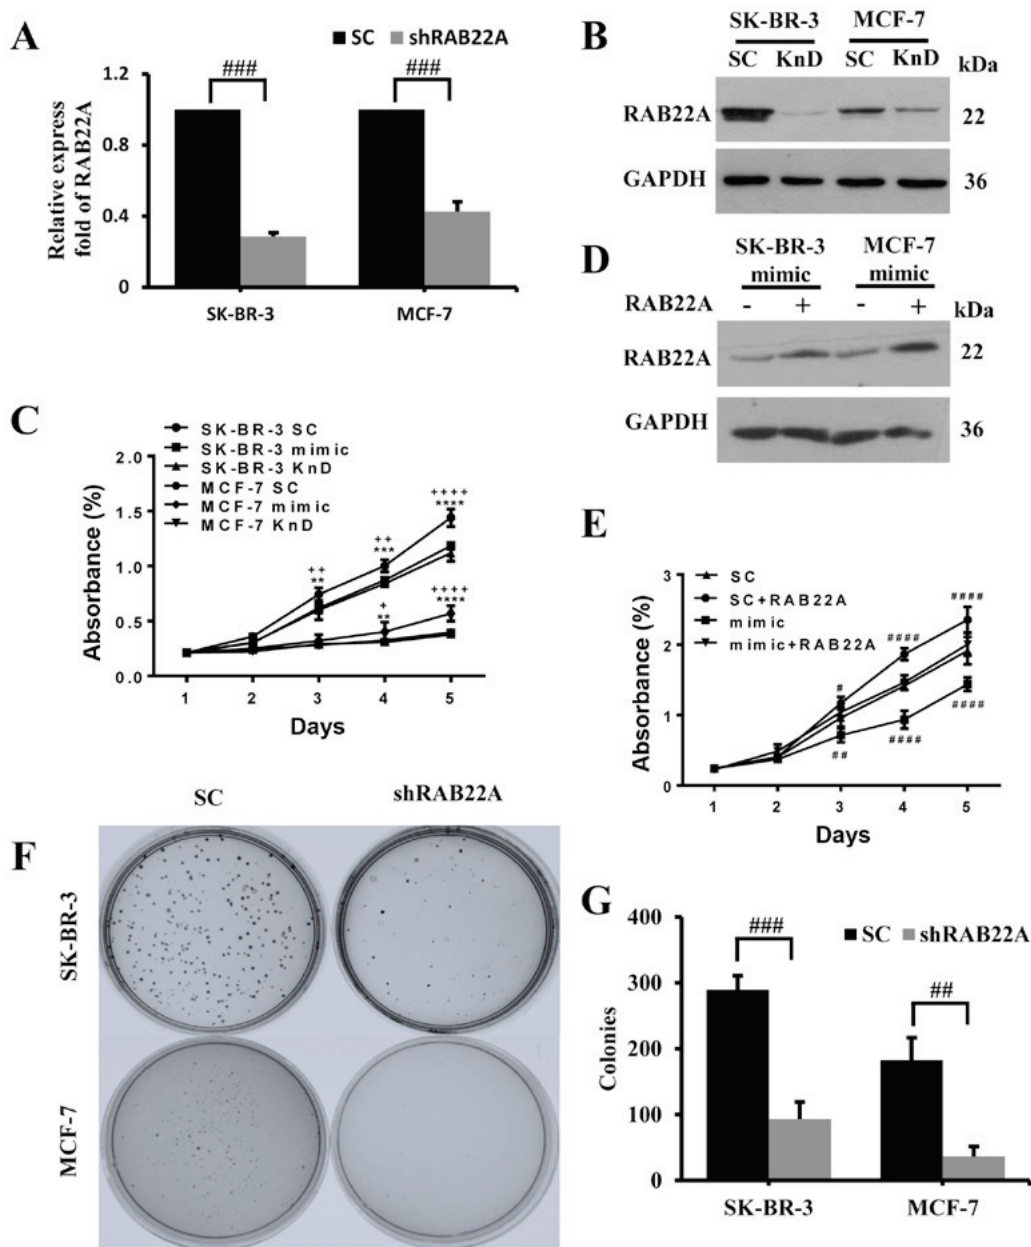 A
SC shRAB22A
### ###
1.2
0.8
0.4
0
Relative express
fold of RAB22A
SK-BR-3 MCF-7
B
SK-BR-3 MCF-7
SC KnD SC KnD kDa
RAB22A 22
GAPDH 36
D
SK-BR-3 MCF-7
mimic mimic
RAB22A - + - + kDa
RAB22A 22
GAPDH 36
C
SK-BR-3 SC
SK-BR-3 mimic
SK-BR-3 KnD
MCF-7 SC
MCF-7 mimic
MCF-7 KnD
2.0
1.5
1.0
0.5
0.0
Absorbance (%)
++
**
++
***
++++
****
+
**
++++
****
1 2 3 4 5
Days
E
SC
SC+RAB22A
mimic
mimic+RAB22A
3
2
1
0
Absorbance (%)
# #### ####
## #### ####
1 2 3 4 5
Days
F
SC shRAB22A
SK-BR-3
MCF-7
G
SC shRAB22A
400
300
200
100
0
Colonies
### ##
SK-BR-3 MCF-7